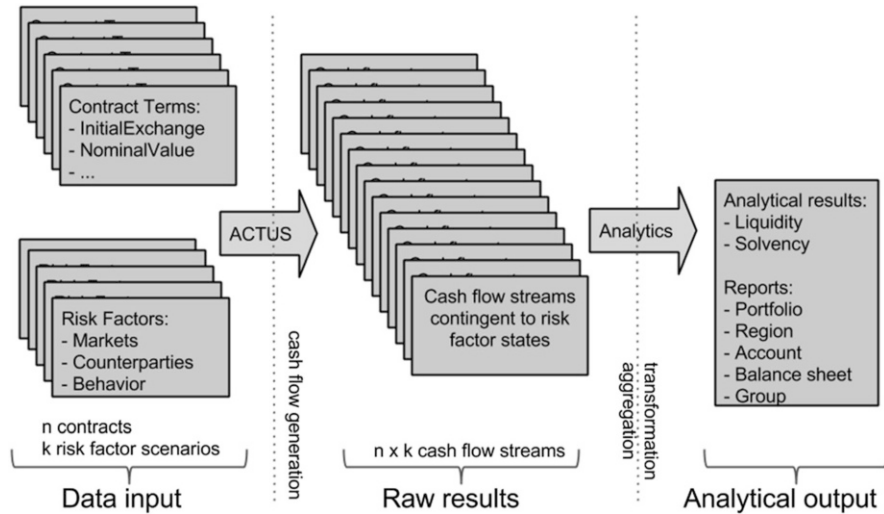 Contract Terms:
- InitialExchange
- NominalValue
- ...
Risk Factors:
- Markets
- Counterparties
- Behavior
n contracts
k risk factor scenarios
Data input
ACTUS
cash flow generation
Cash flow streams
contingent to risk
factor states
n x k cash flow streams
Raw results
Analytics
transformation
aggregation
Analytical results:
- Liquidity
- Solvency
Reports:
- Portfolio
- Region
- Account
- Balance sheet
- Group
Analytical output